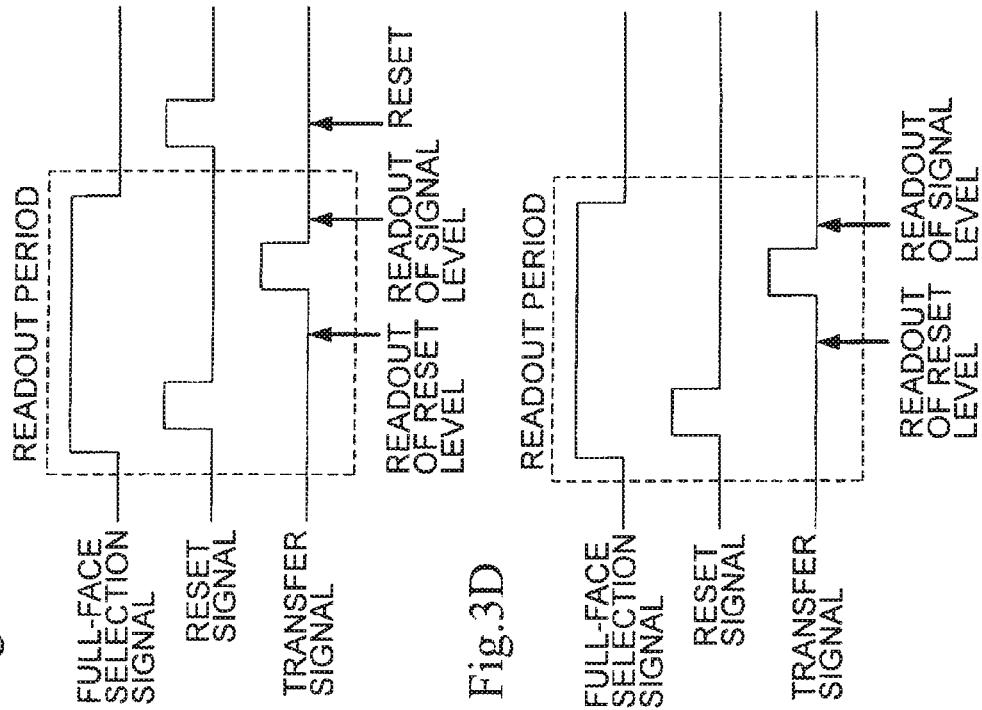 READOUT PERIOD
FULL-FACE
SELECTION
SIGNAL
RESET
SIGNAL
TRANSFER
SIGNAL
READOUT
OF RESET
LEVEL
READOUT
OF SIGNAL
LEVEL
RESET
Fig.3D
READOUT PERIOD
FULL-FACE
SELECTION
SIGNAL
RESET
SIGNAL
TRANSFER
SIGNAL
READOUT
OF RESET
LEVEL
READOUT
OF SIGNAL
LEVEL